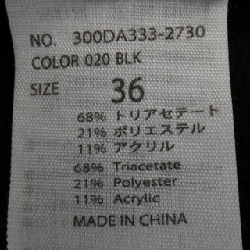 NO. 300DA333-2730
COLOR 020 BLK
SIZE 36
68% トリアセテート
21% ポリエステル
11% アクリル
68% Triacetate
21% Polyester
11% Acrylic
MADE IN CHINA